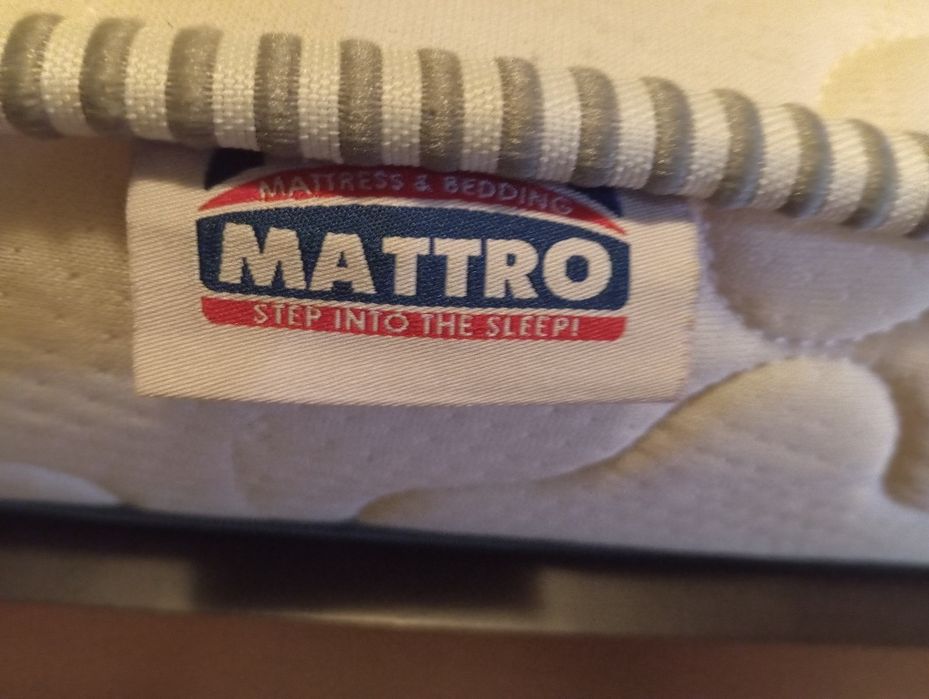 MATTRESS & BEDDING
MATTRO
STEP INTO THE SLEEP!